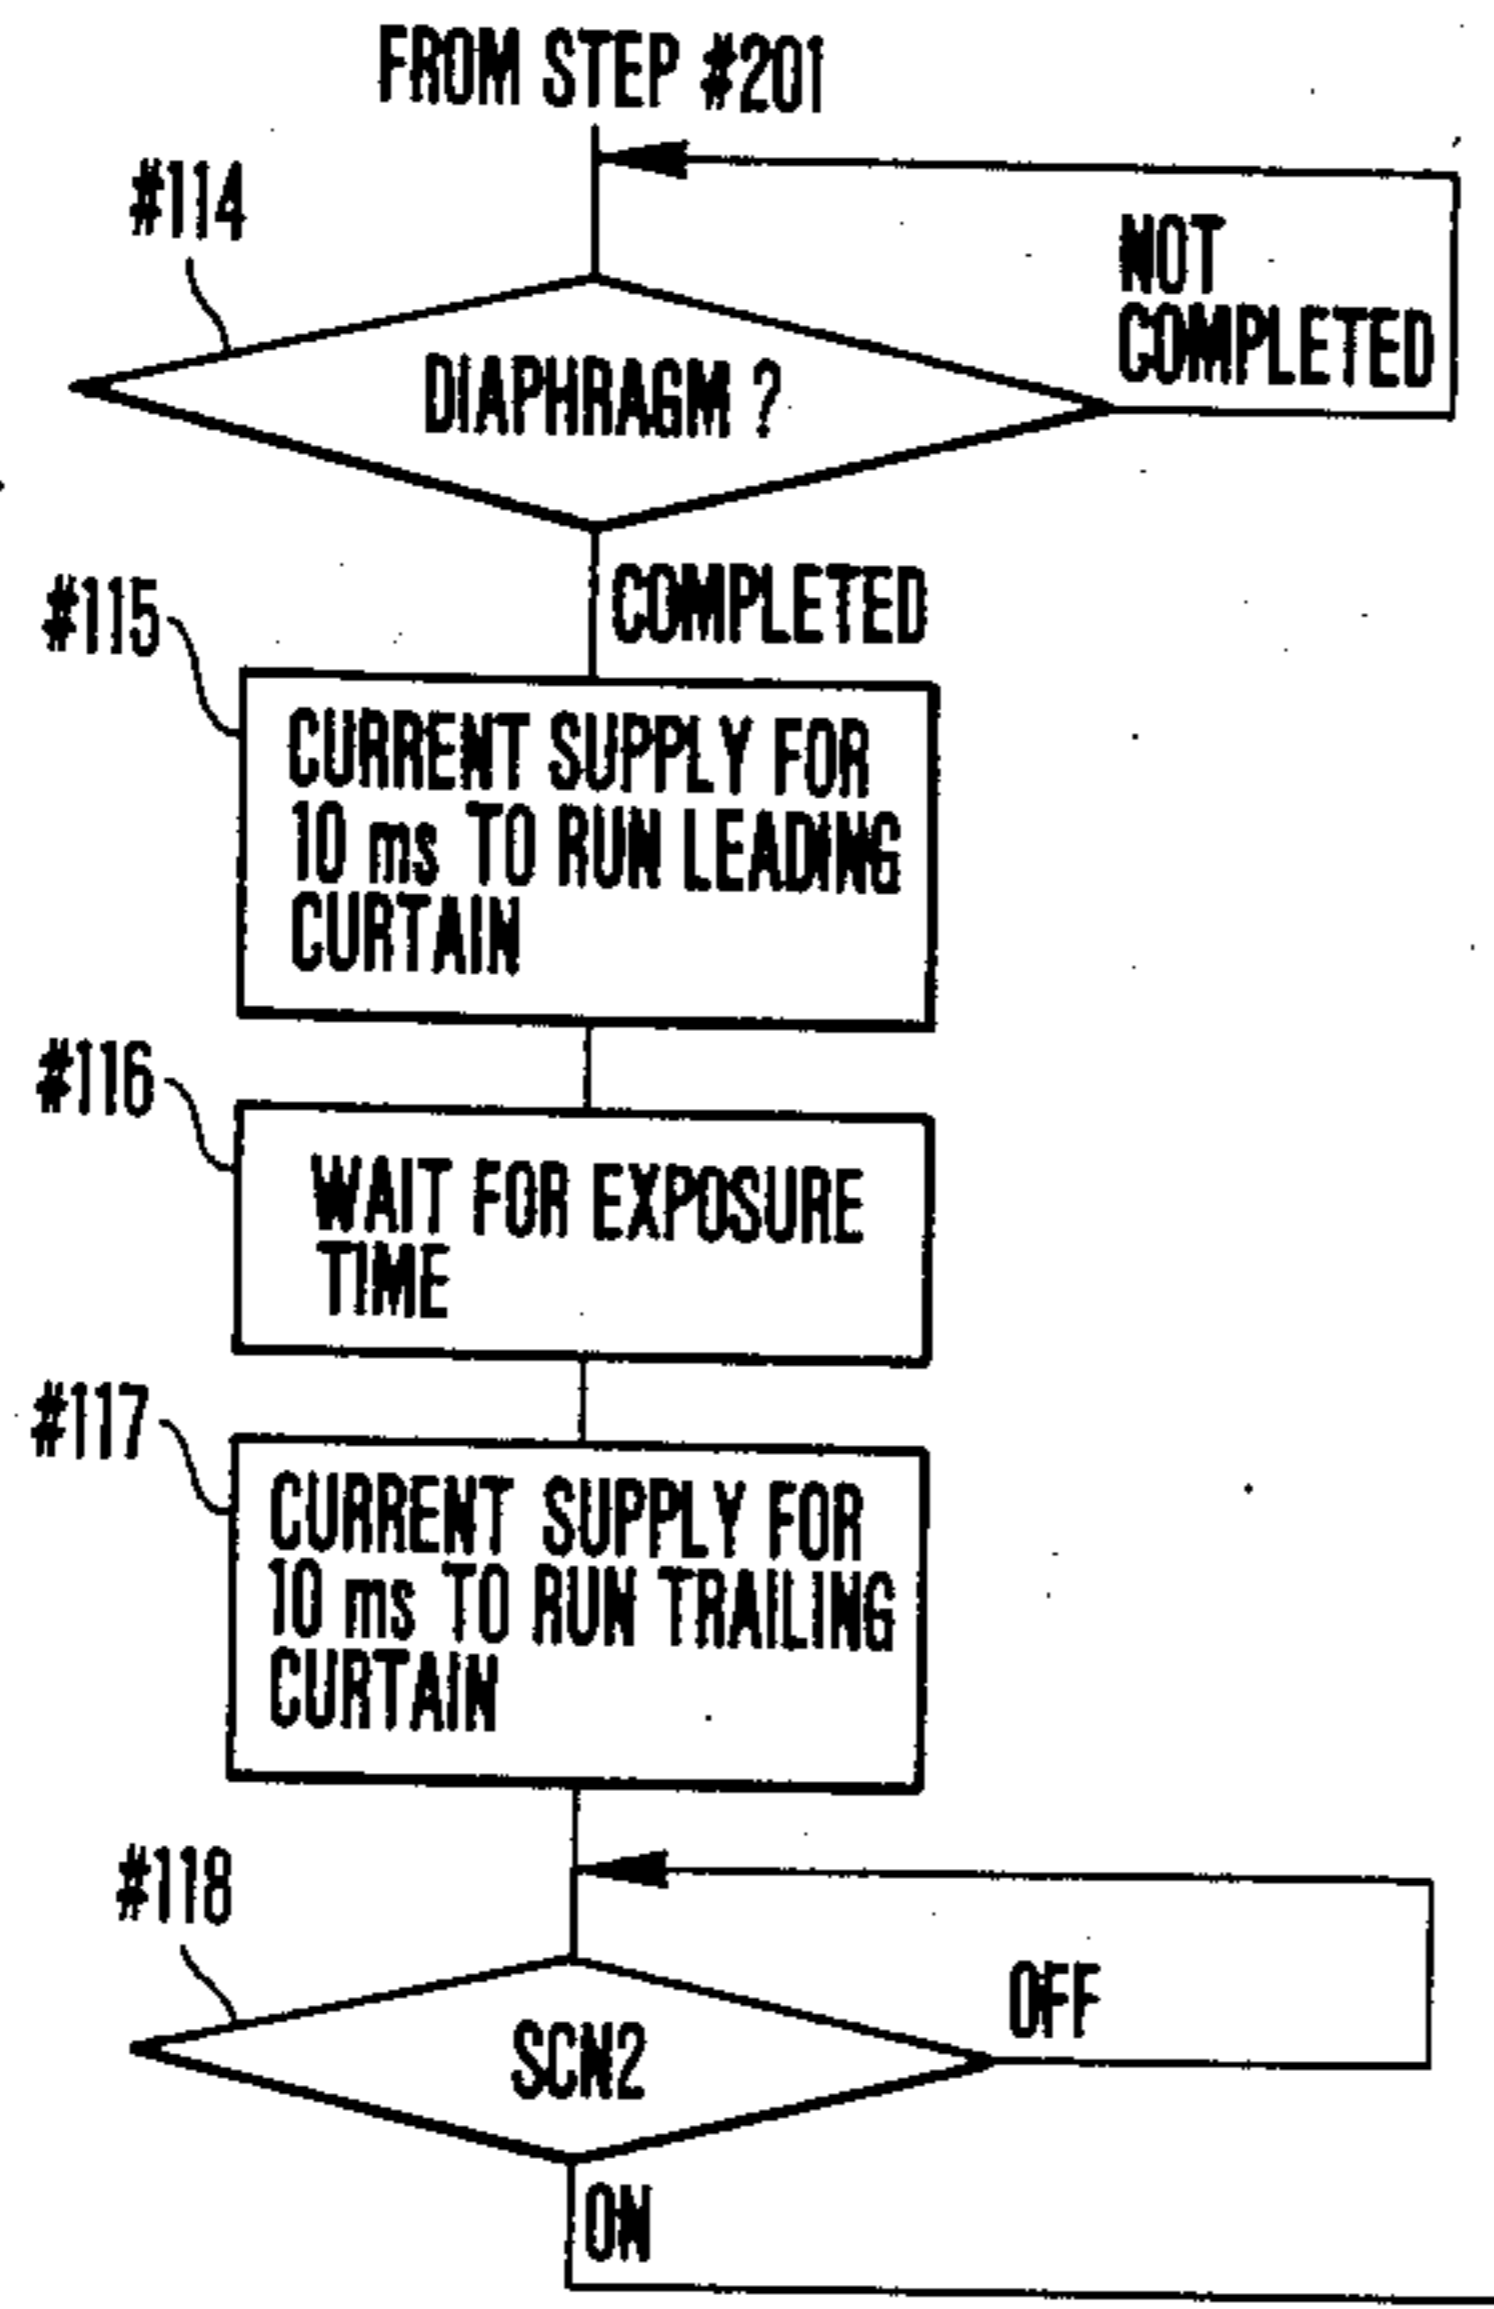 FROM STEP #201
#114
NOT
COMPLETED
DIAPHRAGM ?
COMPLETED
#115
CURRENT SUPPLY FOR
10 ms TO RUN LEADING
CURTAIN
#116
WAIT FOR EXPOSURE
TIME
#117
CURRENT SUPPLY FOR
10 ms TO RUN TRAILING
CURTAIN
#118
OFF
SCN2
ON